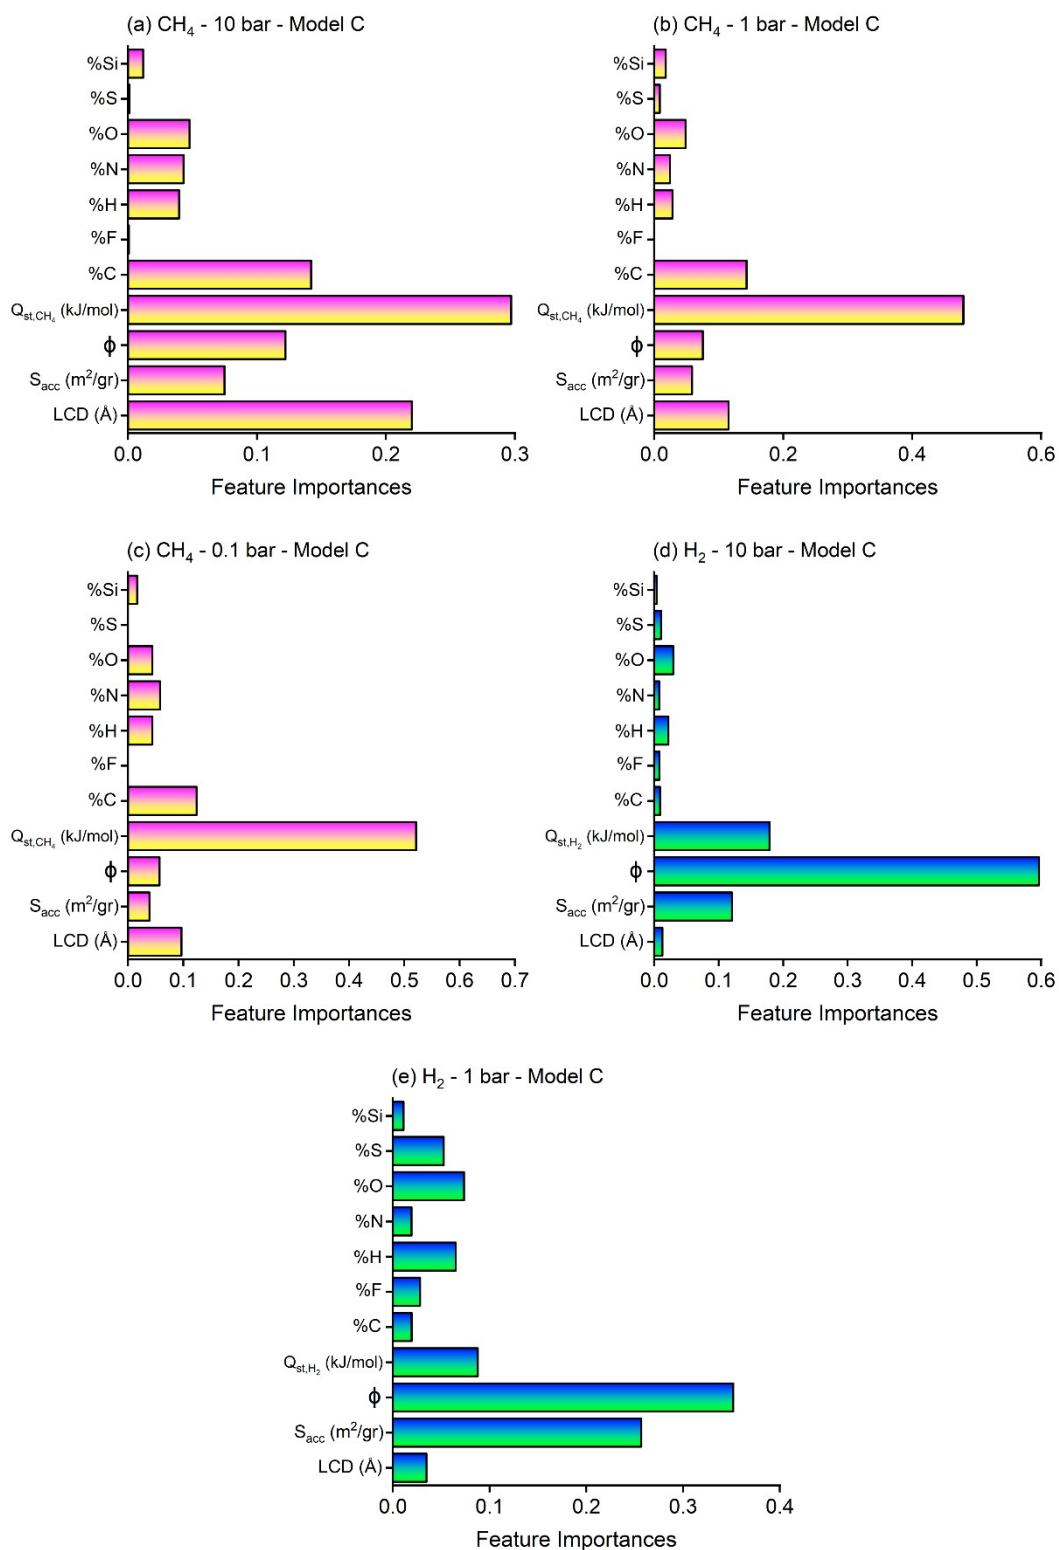 (a) CH₄ - 10 bar - Model C
%Si
%S
%O
%N
%H
%F
%C
Qst,CH₄ (kJ/mol)
ϕ
Sacc (m²/gr)
LCD (Å)
0.0 0.1 0.2 0.3
Feature Importances
(b) CH₄ - 1 bar - Model C
%Si
%S
%O
%N
%H
%F
%C
Qst,CH₄ (kJ/mol)
ϕ
Sacc (m²/gr)
LCD (Å)
0.0 0.2 0.4 0.6
Feature Importances
(c) CH₄ - 0.1 bar - Model C
%Si
%S
%O
%N
%H
%F
%C
Qst,CH₄ (kJ/mol)
ϕ
Sacc (m²/gr)
LCD (Å)
0.0 0.1 0.2 0.3 0.4 0.5 0.6 0.7
Feature Importances
(d) H₂ - 10 bar - Model C
%Si
%S
%O
%N
%H
%F
%C
Qst,H₂ (kJ/mol)
ϕ
Sacc (m²/gr)
LCD (Å)
0.0 0.1 0.2 0.3 0.4 0.5 0.6
Feature Importances
(e) H₂ - 1 bar - Model C
%Si
%S
%O
%N
%H
%F
%C
Qst,H₂ (kJ/mol)
ϕ
Sacc (m²/gr)
LCD (Å)
0.0 0.1 0.2 0.3 0.4
Feature Importances